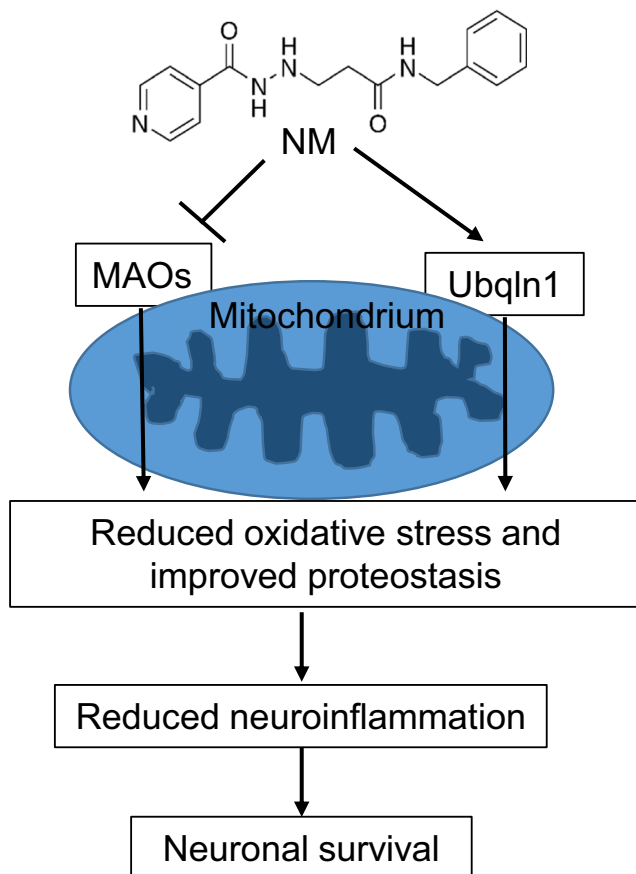 O
H
N
N
H
H
N
O
N
NM
MAOs
Ubqln1
Mitochondrium
Reduced oxidative stress and
improved proteostasis
Reduced neuroinflammation
Neuronal survival